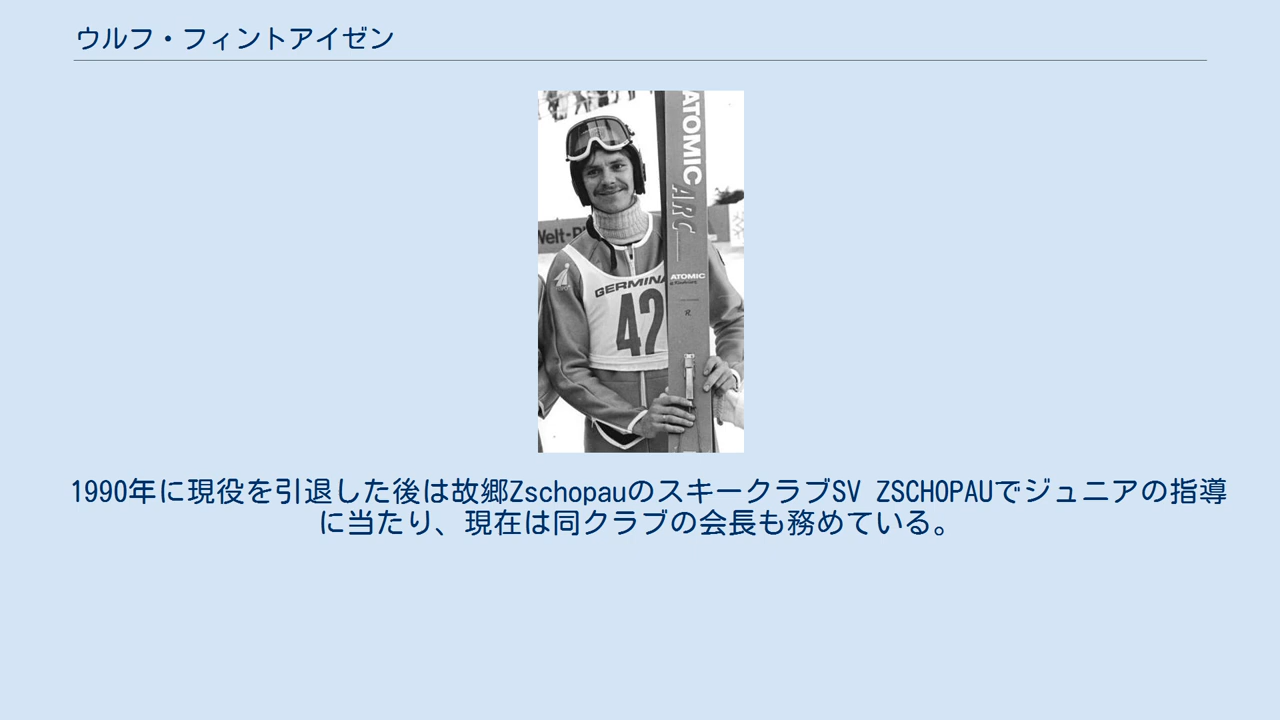 ウルフ・フィントアイゼン
ATOMIC
ARC
Welt-P
ATOMIC
GERMINA
42
1990年に現役を引退した後は故郷ZschopauのスキークラブSV ZSCHOPAUでジュニアの指導
に当たり、現在は同クラブの会長も務めている。